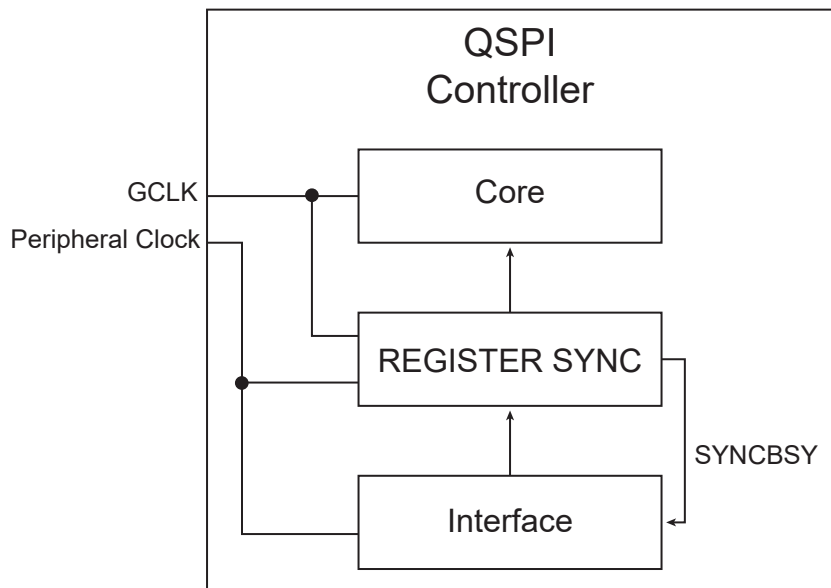 QSPI
Controller
GCLK
Core
Peripheral Clock
REGISTER SYNC
SYNCBSY
Interface